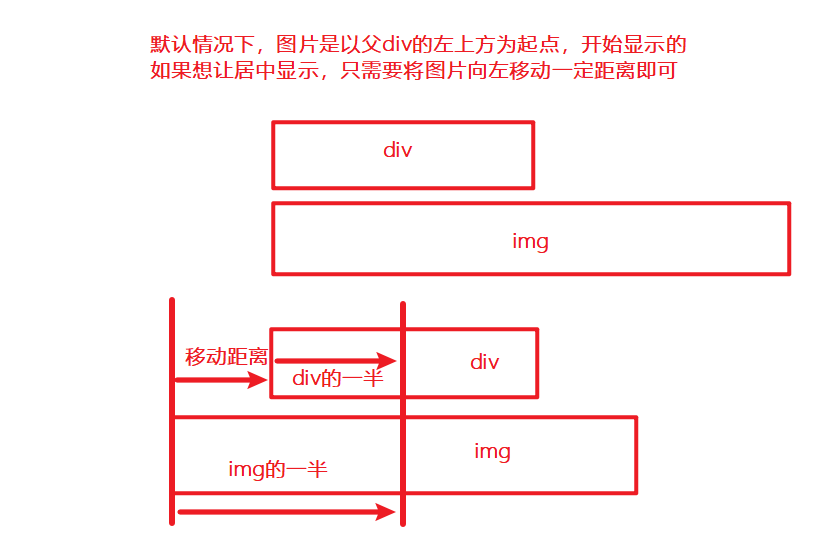 默认情况下，图片是以父div的左上方为起点，开始显示的
如果想让居中显示，只需要将图片向左移动一定距离即可
div
img
移动距离
div的一半
div
img的一半
img